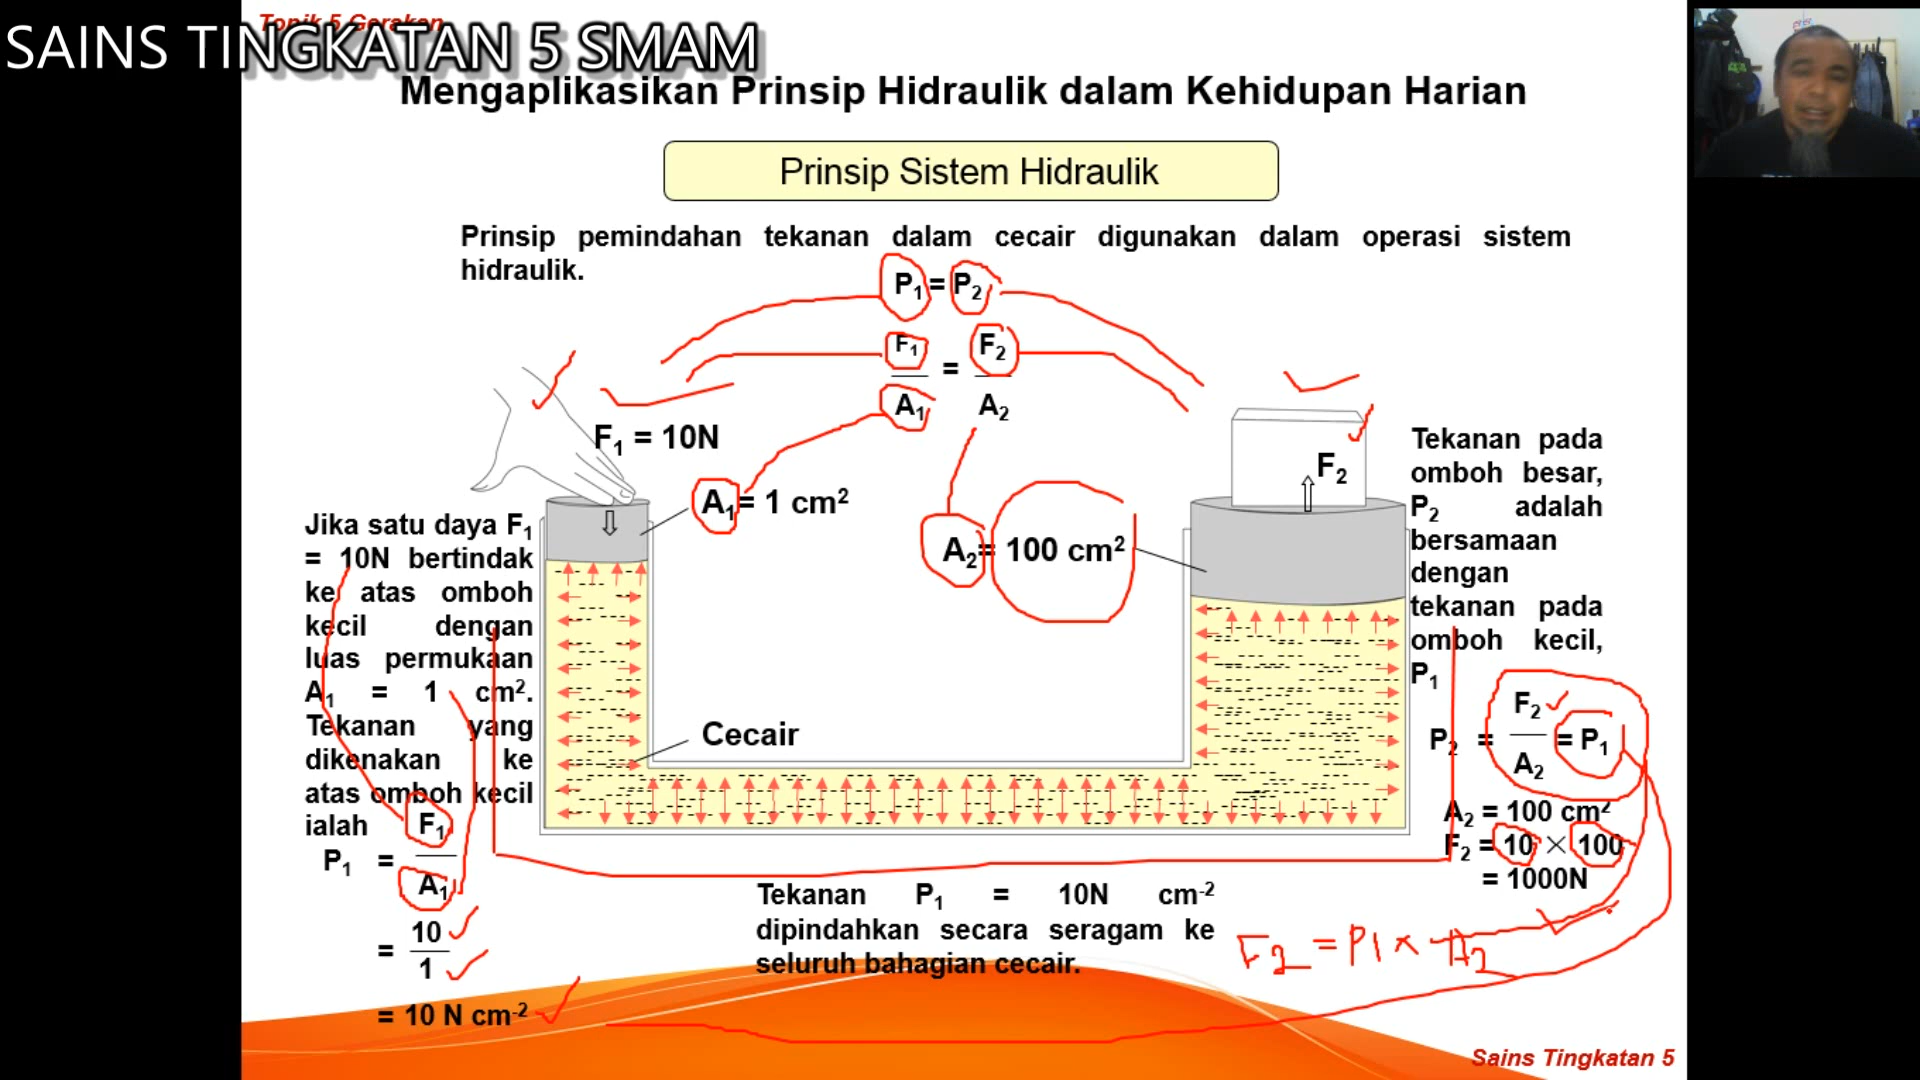 Topik 5 Gerakan
SAINS TINGKATAN 5 SMAM
Mengaplikasikan Prinsip Hidraulik dalam Kehidupan Harian
Prinsip Sistem Hidraulik
Prinsip pemindahan tekanan dalam cecair digunakan dalam operasi sistem
hidraulik.
P₁ = P₂
F₁ = F₂
A₁ A₂
F₁ = 10N
A₁ = 1 cm²
A₂ = 100 cm²
F₂
Cecair
Jika satu daya F₁
= 10N bertindak
ke atas omboh
kecil dengan
luas permukaan
A₁ = 1 cm².
Tekanan yang
dikenakan ke
atas omboh kecil
ialah
P₁ = F₁
A₁
= 10
1
= 10 N cm⁻²
Tekanan P₁ = 10N cm⁻²
dipindahkan secara seragam ke
seluruh bahagian cecair.
Tekanan pada
omboh besar,
P₂ adalah
bersamaan
dengan
tekanan pada
omboh kecil,
P₁
P₂ = F₂ = P₁
A₂
A₂ = 100 cm²
F₂ = 10 × 100
= 1000N
F₂ = P1 × A₂
Sains Tingkatan 5